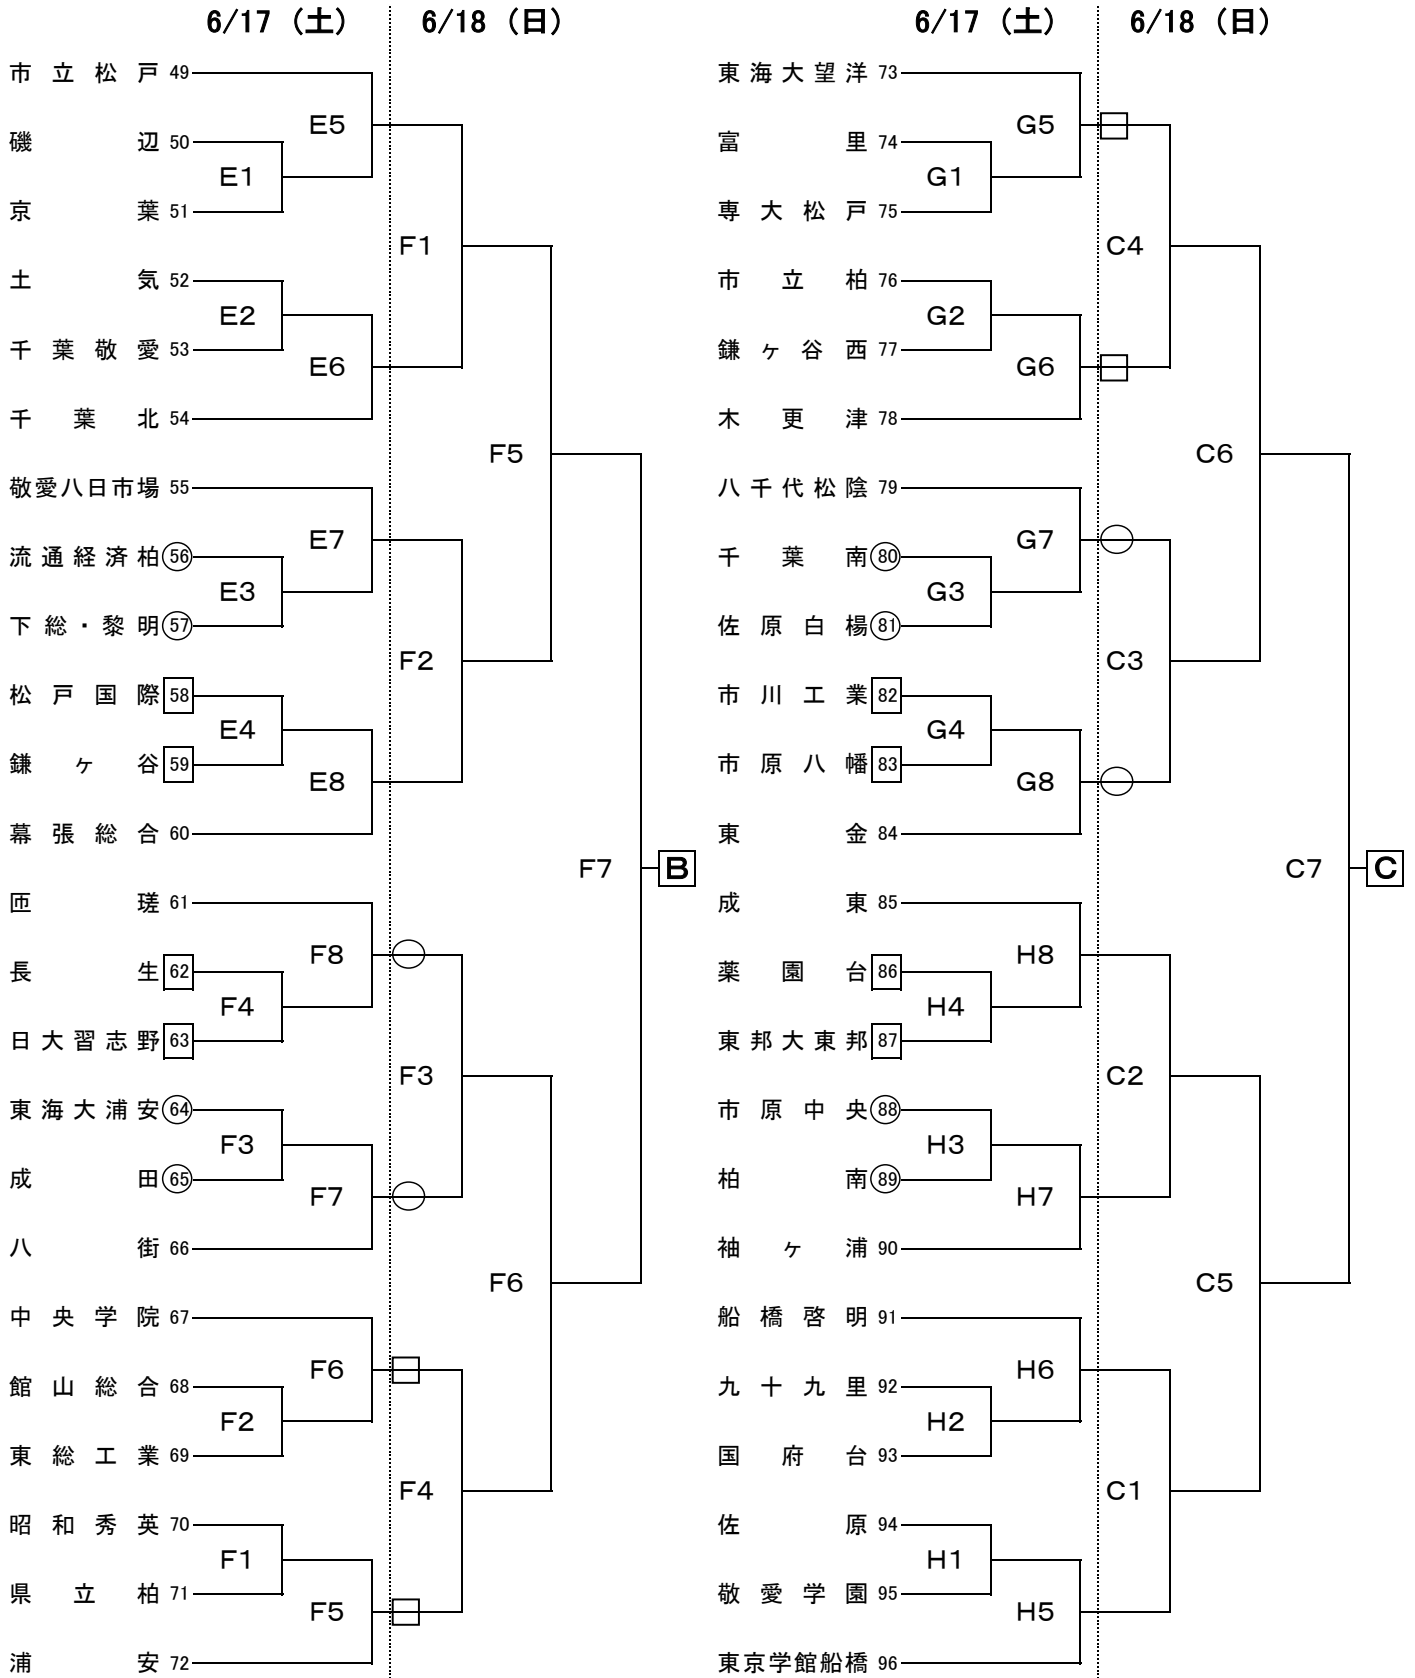 6/17（土） 6/18（日） 6/17（土） 6/18（日）
市立松戸 49
E5
磯辺 50
E1
京葉 51
F1
土気 52
E2
千葉敬愛 53
E6
千葉北 54
F5
敬愛八日市場 55
E7
流通経済柏 56
E3
下総・黎明 57
F2
松戸国際 58
E4
鎌ヶ谷 59
E8
幕張総合 60
F7 B
匝瑳 61
F8
長生 62
F4
日大習志野 63
F3
東海大浦安 64
F3
成田 65
F7
八街 66
F6
中央学院 67
F6
館山総合 68
F2
東総工業 69
F4
昭和秀英 70
F1
県立柏 71
F5
浦安 72
東海大望洋 73
G5
富里 74
G1
専大松戸 75
C4
市立柏 76
G2
鎌ヶ谷西 77
G6
木更津 78
C6
八千代松陰 79
G7
千葉南 80
G3
佐原白楊 81
C3
市川工業 82
G4
市原八幡 83
G8
東金 84
C7 C
成東 85
H8
薬園台 86
H4
東邦大東邦 87
C2
市原中央 88
H3
柏南 89
H7
袖ヶ浦 90
C5
船橋啓明 91
H6
九十九里 92
H2
国府台 93
C1
佐原 94
H1
敬愛学園 95
H5
東京学館船橋 96